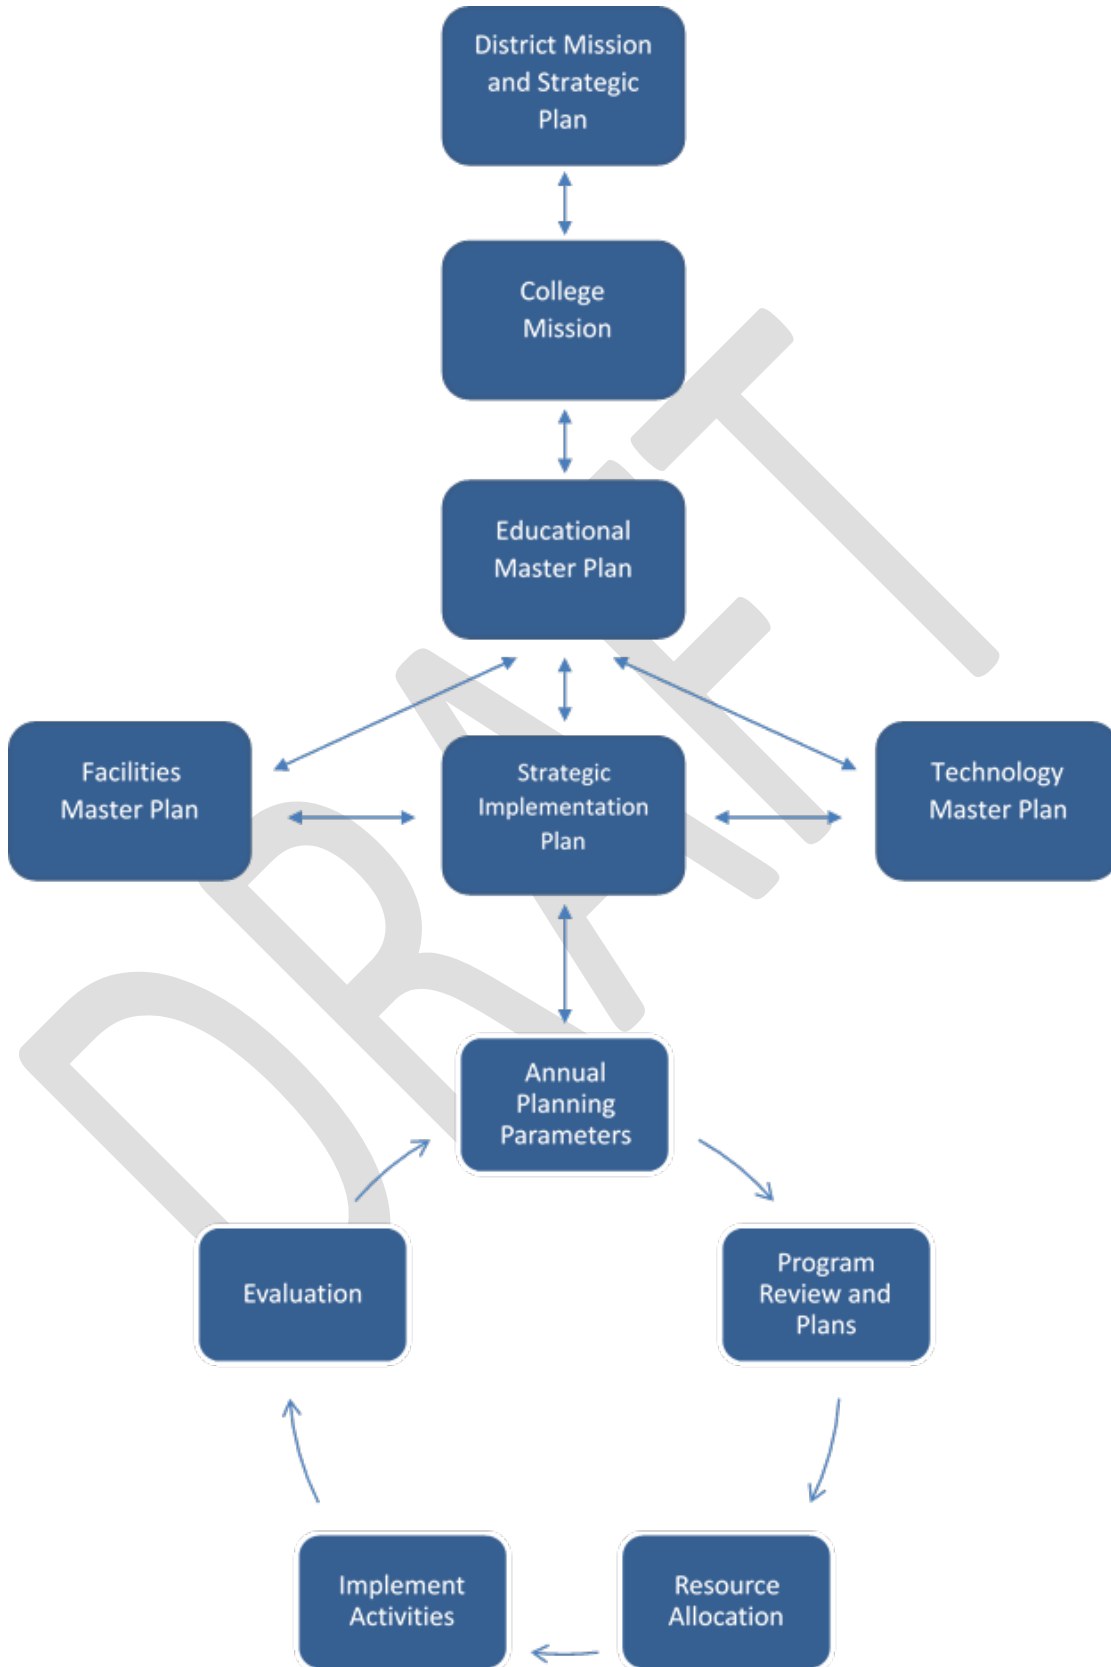 District Mission
and Strategic
Plan
College
Mission
Educational
Master Plan
Facilities
Master Plan
Strategic
Implementation
Plan
Technology
Master Plan
Annual
Planning
Parameters
Evaluation
Program
Review and
Plans
Implement
Activities
Resource
Allocation
DRAFT